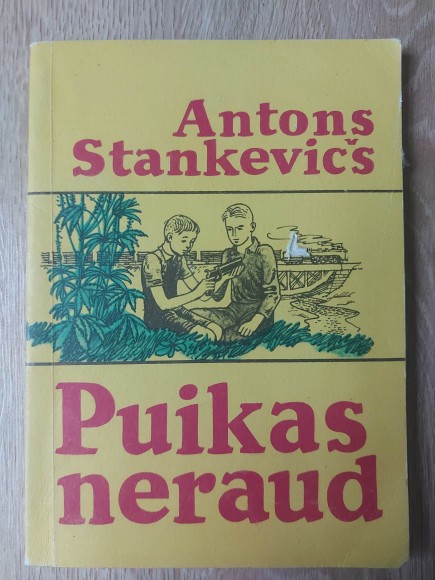 Antons
Stankevičs
Puikas
neraud